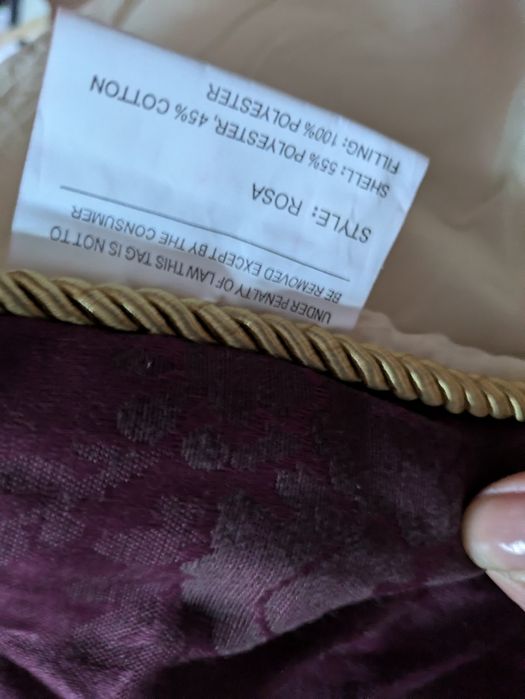 UNDER PENALTY OF LAW THIS TAG IS NOT TO
BE REMOVED EXCEPT BY THE CONSUMER
STYLE: ROSA
SHELL: 55% POLYESTER, 45% COTTON
FILLING: 100% POLYESTER